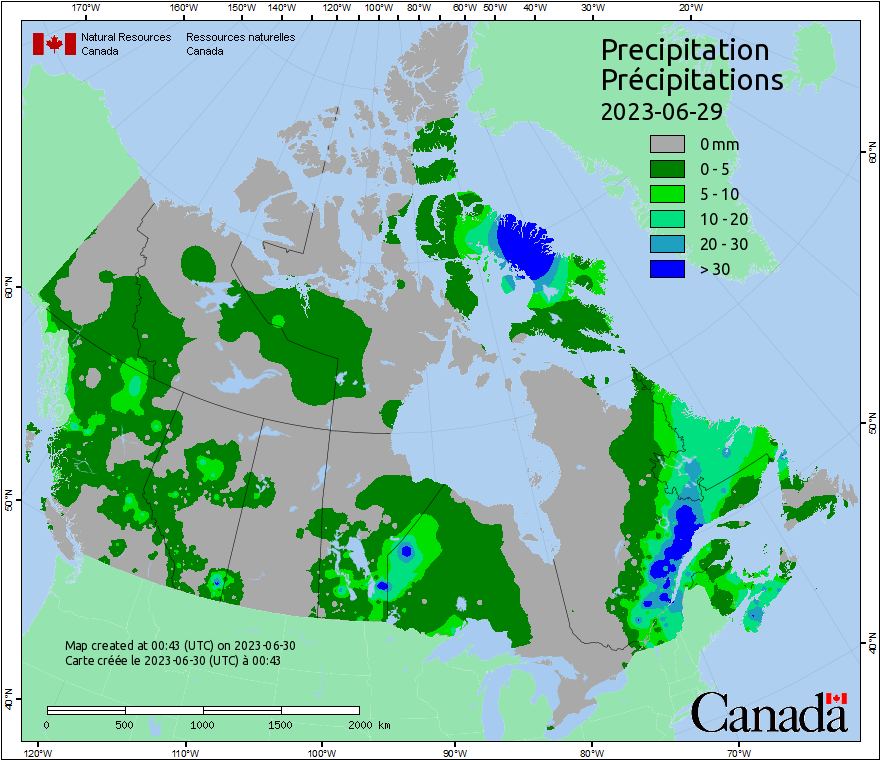 170°W 160°W 150°W 140°W 130°W 120°W 110°W 100°W 90°W 80°W 60°W 50°W 40°W 30°W 20°W
Natural Resources Canada
Ressources naturelles Canada
Precipitation
Précipitations
2023-06-29
0 mm
0 - 5
5 - 10
10 - 20
20 - 30
> 30
60°N
60°N
50°N
50°N
40°N
40°N
Map created at 00:43 (UTC) on 2023-06-30
Carte créée le 2023-06-30 (UTC) à 00:43
0 500 1000 1500 2000 km
Canada
120°W 110°W 100°W 90°W 80°W 70°W